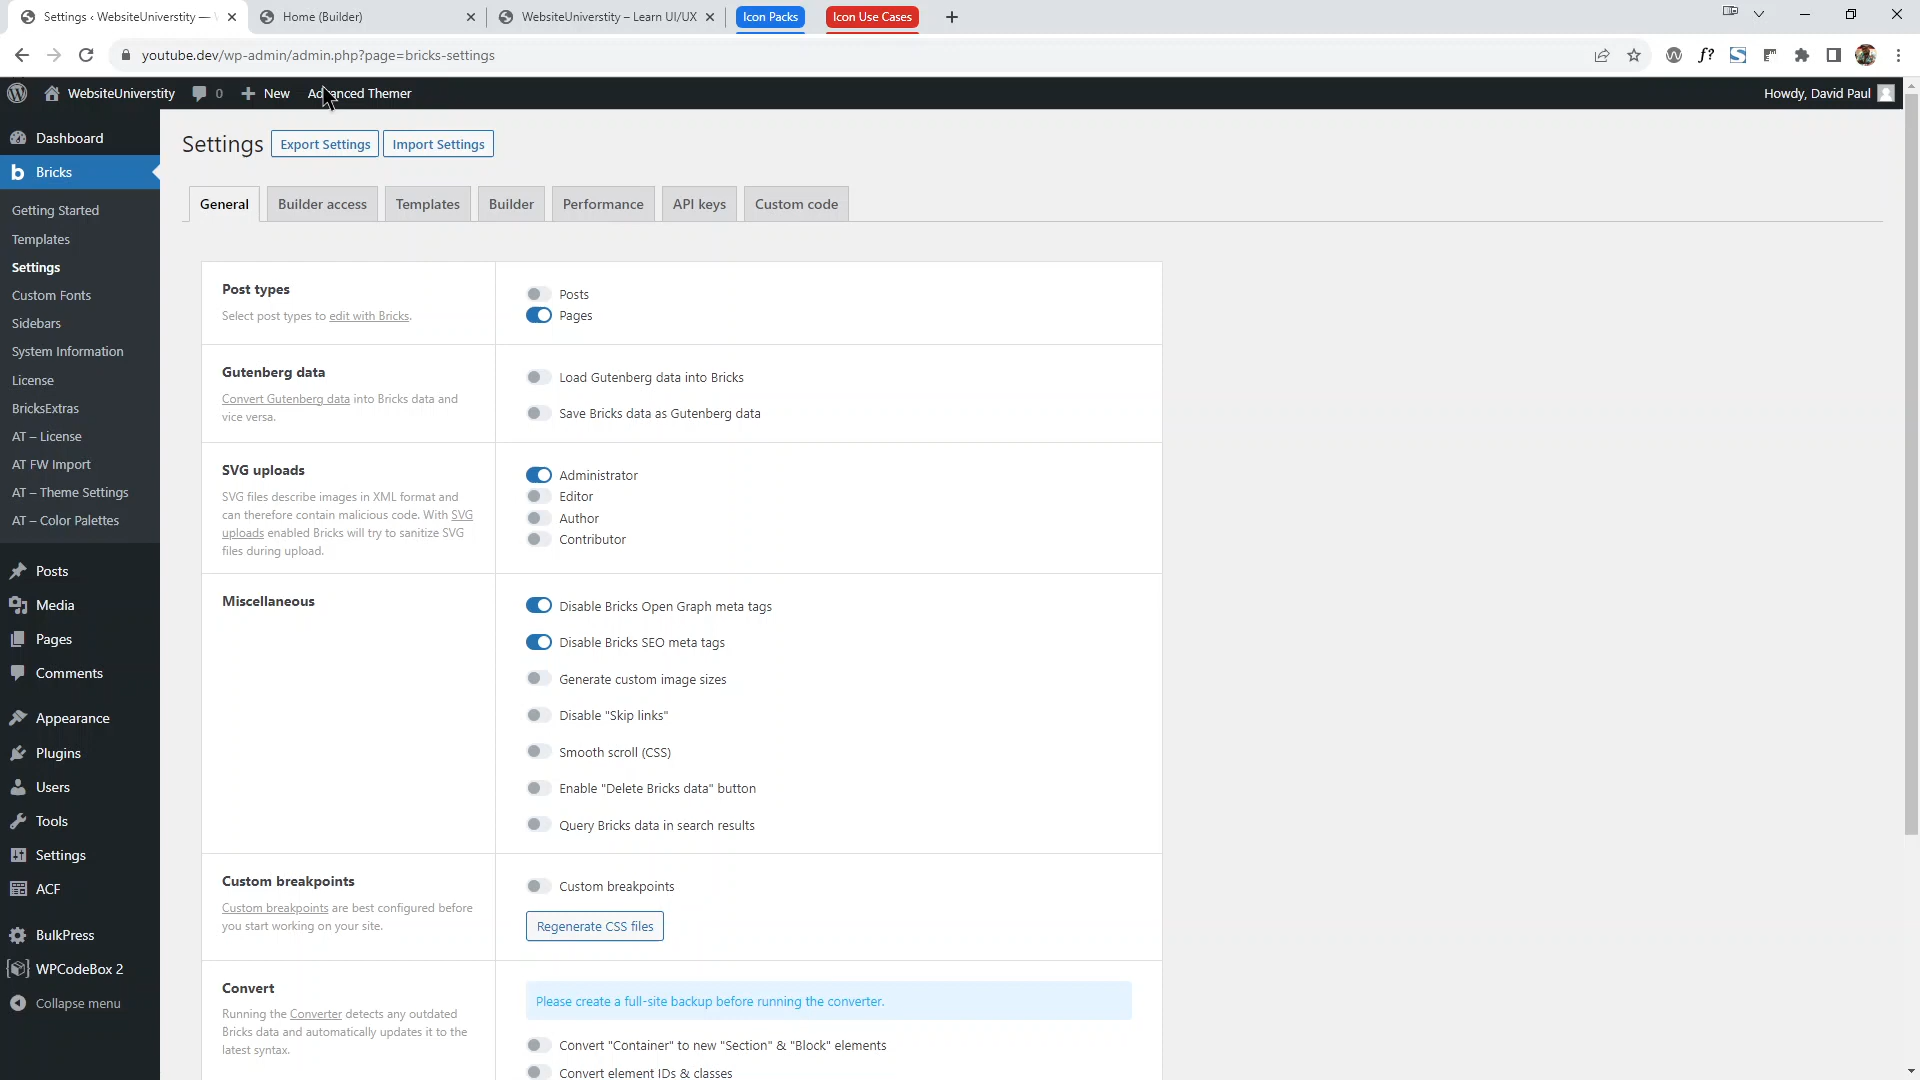 Settings ‹ WebsiteUniverstity —
Home (Builder)
WebsiteUniverstity – Learn UI/UX
Icon Packs
Icon Use Cases
youtube.dev/wp-admin/admin.php?page=bricks-settings
f?
WebsiteUniverstity
0
New
Advanced Themer
Howdy, David Paul
Dashboard
Bricks
Getting Started
Templates
Settings
Custom Fonts
Sidebars
System Information
License
BricksExtras
AT – License
AT FW Import
AT – Theme Settings
AT – Color Palettes
Posts
Media
Pages
Comments
Appearance
Plugins
Users
Tools
Settings
ACF
BulkPress
WPCodeBox 2
Collapse menu
Settings
Export Settings
Import Settings
General
Builder access
Templates
Builder
Performance
API keys
Custom code
Post types
Select post types to edit with Bricks.
Posts
Pages
Gutenberg data
Convert Gutenberg data into Bricks data and
vice versa.
Load Gutenberg data into Bricks
Save Bricks data as Gutenberg data
SVG uploads
SVG files describe images in XML format and
can therefore contain malicious code. With SVG
uploads enabled Bricks will try to sanitize SVG
files during upload.
Administrator
Editor
Author
Contributor
Miscellaneous
Disable Bricks Open Graph meta tags
Disable Bricks SEO meta tags
Generate custom image sizes
Disable "Skip links"
Smooth scroll (CSS)
Enable "Delete Bricks data" button
Query Bricks data in search results
Custom breakpoints
Custom breakpoints are best configured before
you start working on your site.
Custom breakpoints
Regenerate CSS files
Convert
Running the Converter detects any outdated
Bricks data and automatically updates it to the
latest syntax.
Please create a full-site backup before running the converter.
Convert "Container" to new "Section" & "Block" elements
Convert element IDs & classes